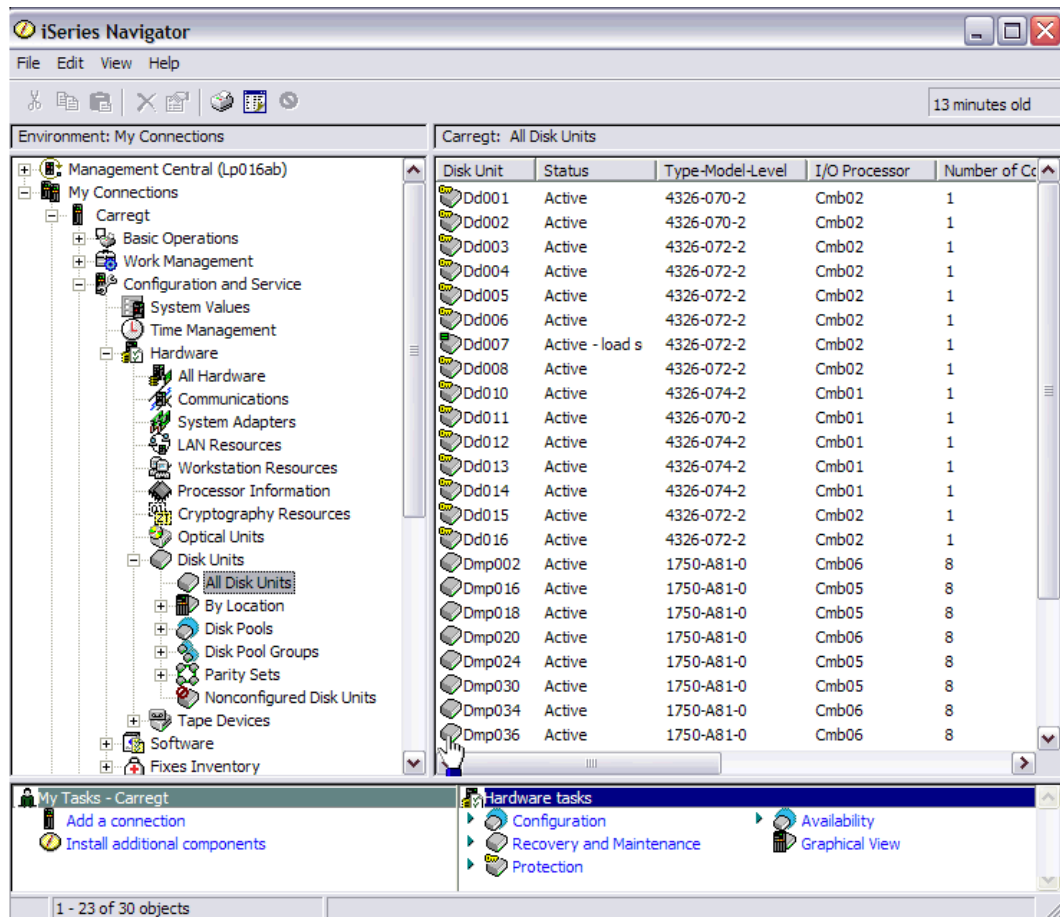 iSeries Navigator
File Edit View Help
13 minutes old
Environment: My Connections
Carregt: All Disk Units
Management Central (Lp016ab)
My Connections
Carregt
Basic Operations
Work Management
Configuration and Service
System Values
Time Management
Hardware
All Hardware
Communications
System Adapters
LAN Resources
Workstation Resources
Processor Information
Cryptography Resources
Optical Units
Disk Units
All Disk Units
By Location
Disk Pools
Disk Pool Groups
Parity Sets
Nonconfigured Disk Units
Tape Devices
Software
Fixes Inventory
Disk Unit Status Type-Model-Level I/O Processor Number of Cc
Dd001 Active 4326-070-2 Cmb02 1
Dd002 Active 4326-070-2 Cmb02 1
Dd003 Active 4326-072-2 Cmb02 1
Dd004 Active 4326-072-2 Cmb02 1
Dd005 Active 4326-072-2 Cmb02 1
Dd006 Active 4326-072-2 Cmb02 1
Dd007 Active - load s 4326-072-2 Cmb02 1
Dd008 Active 4326-072-2 Cmb02 1
Dd010 Active 4326-074-2 Cmb01 1
Dd011 Active 4326-070-2 Cmb02 1
Dd012 Active 4326-074-2 Cmb01 1
Dd013 Active 4326-074-2 Cmb01 1
Dd014 Active 4326-074-2 Cmb01 1
Dd015 Active 4326-072-2 Cmb02 1
Dd016 Active 4326-072-2 Cmb02 1
Dmp002 Active 1750-A81-0 Cmb06 8
Dmp016 Active 1750-A81-0 Cmb05 8
Dmp018 Active 1750-A81-0 Cmb05 8
Dmp020 Active 1750-A81-0 Cmb06 8
Dmp024 Active 1750-A81-0 Cmb05 8
Dmp030 Active 1750-A81-0 Cmb05 8
Dmp034 Active 1750-A81-0 Cmb06 8
Dmp036 Active 1750-A81-0 Cmb06 8
My Tasks - Carregt
Add a connection
Install additional components
Hardware tasks
Configuration
Recovery and Maintenance
Protection
Availability
Graphical View
1 - 23 of 30 objects